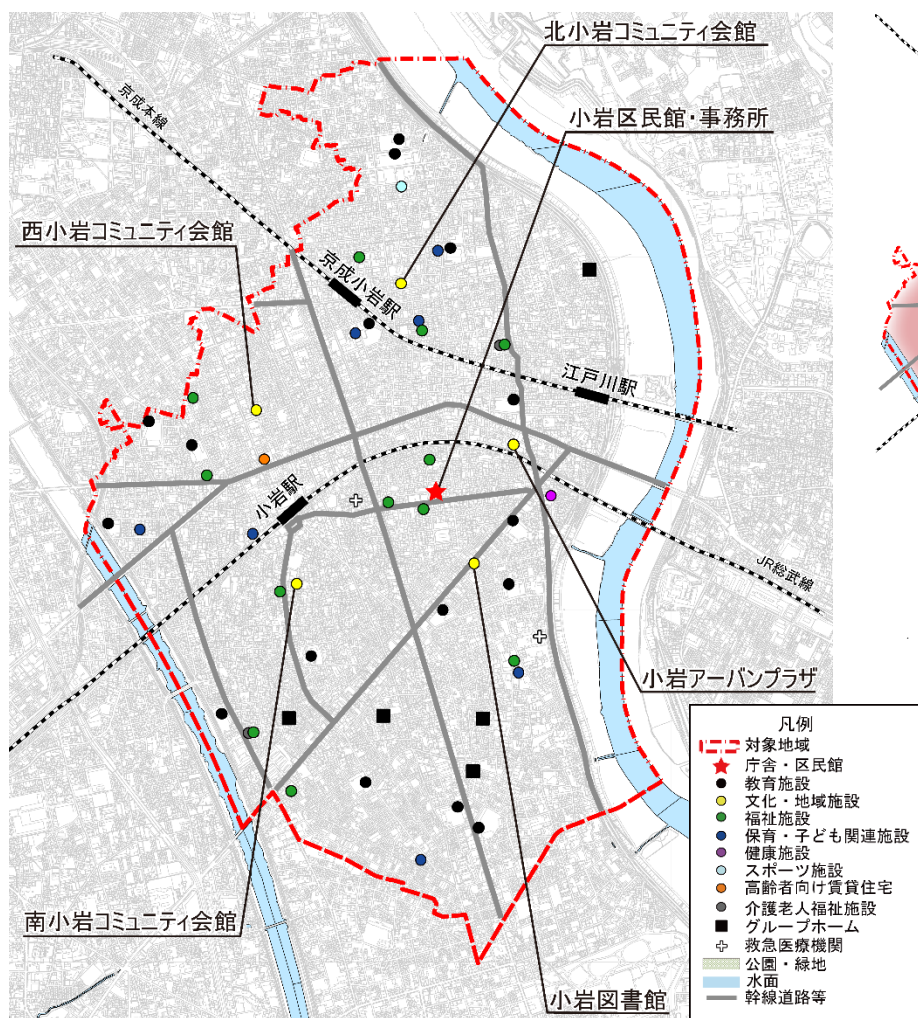 北小岩コミュニティ会館
小岩区民館・事務所
京成本線
西小岩コミュニティ会館
京成小岩駅
江戸川駅
小岩駅
JR総武線
小岩アーバンプラザ
南小岩コミュニティ会館
小岩図書館
凡例
対象地域
庁舎・区民館
教育施設
文化・地域施設
福祉施設
保育・子ども関連施設
健康施設
スポーツ施設
高齢者向け賃貸住宅
介護老人福祉施設
グループホーム
救急医療機関
公園・緑地
水面
幹線道路等